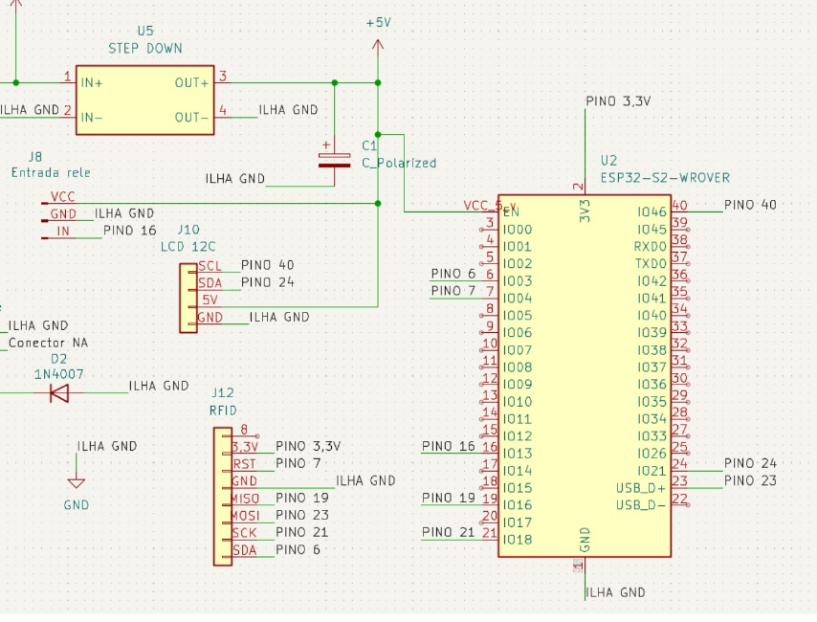 +5V
U5
STEP DOWN
1 IN+ OUT+ 3
ILHA GND 2 IN- OUT- 4 ILHA GND
+ C1
C_Polarized
ILHA GND
J8
Entrada rele
VCC
GND ILHA GND
IN PINO 16
J10
LCD 12C
SCL PINO 40
SDA PINO 24
5V
GND ILHA GND
ILHA GND
Conector NA
D2
1N4007
ILHA GND
ILHA GND
GND
J12
RFID
8
3,3V PINO 3,3V
RST PINO 7
GND ILHA GND
MISO PINO 19
MOSI PINO 23
SCK PINO 21
SDA PINO 6
PINO 3,3V
U2
ESP32-S2-WROVER
2
3V3
VCC_5_V EN IO46 40 PINO 40
3 IO00 IO45 39
4 IO01 RXD0 38
5 IO02 TXD0 37
PINO 6 6 IO03 IO42 36
PINO 7 7 IO04 IO41 35
8 IO05 IO40 34
9 IO06 IO39 33
10 IO07 IO38 32
11 IO08 IO37 31
12 IO09 IO36 30
13 IO10 IO35 29
14 IO11 IO34 28
15 IO12 IO33 27
PINO 16 16 IO13 IO26 25
17 IO14 IO21 24 PINO 24
18 IO15 USB_D+ 23 PINO 23
PINO 19 19 IO16 USB_D- 22
20 IO17
PINO 21 21 IO18
GND
1
ILHA GND